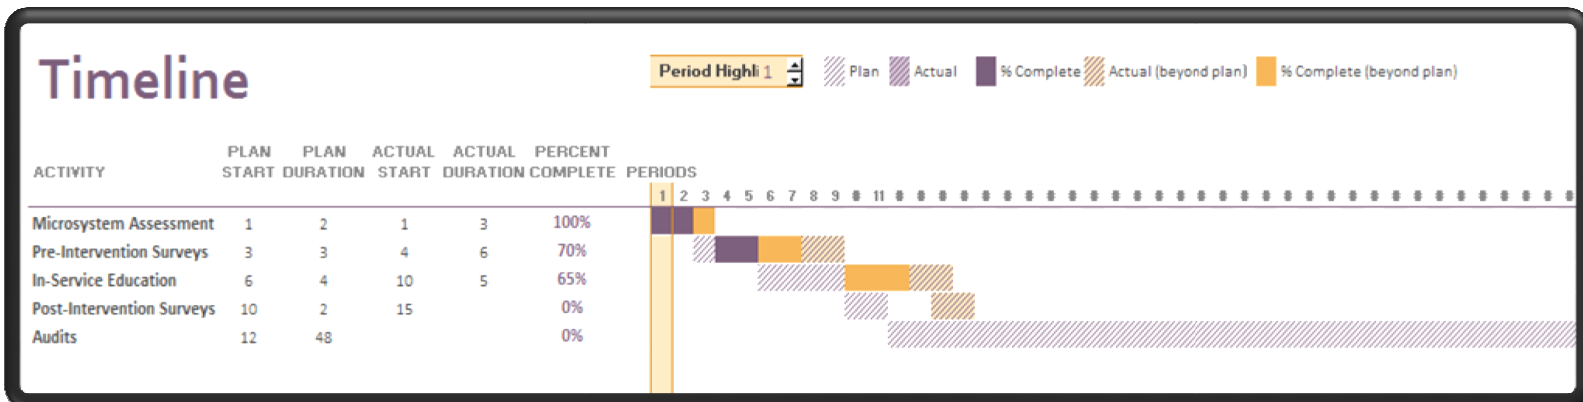 Timeline
Period Highli 1
Plan
Actual
% Complete
Actual (beyond plan)
% Complete (beyond plan)
ACTIVITY PLAN START PLAN DURATION ACTUAL START ACTUAL DURATION PERCENT COMPLETE PERIODS
1 2 3 4 5 6 7 8 9 # 11 # # # # # # # # # # # # # # # # # # # # # # # # # # # # # # # # # #
Microsystem Assessment 1 2 1 3 100%
Pre-Intervention Surveys 3 3 4 6 70%
In-Service Education 6 4 10 5 65%
Post-Intervention Surveys 10 2 15 0%
Audits 12 48 0%